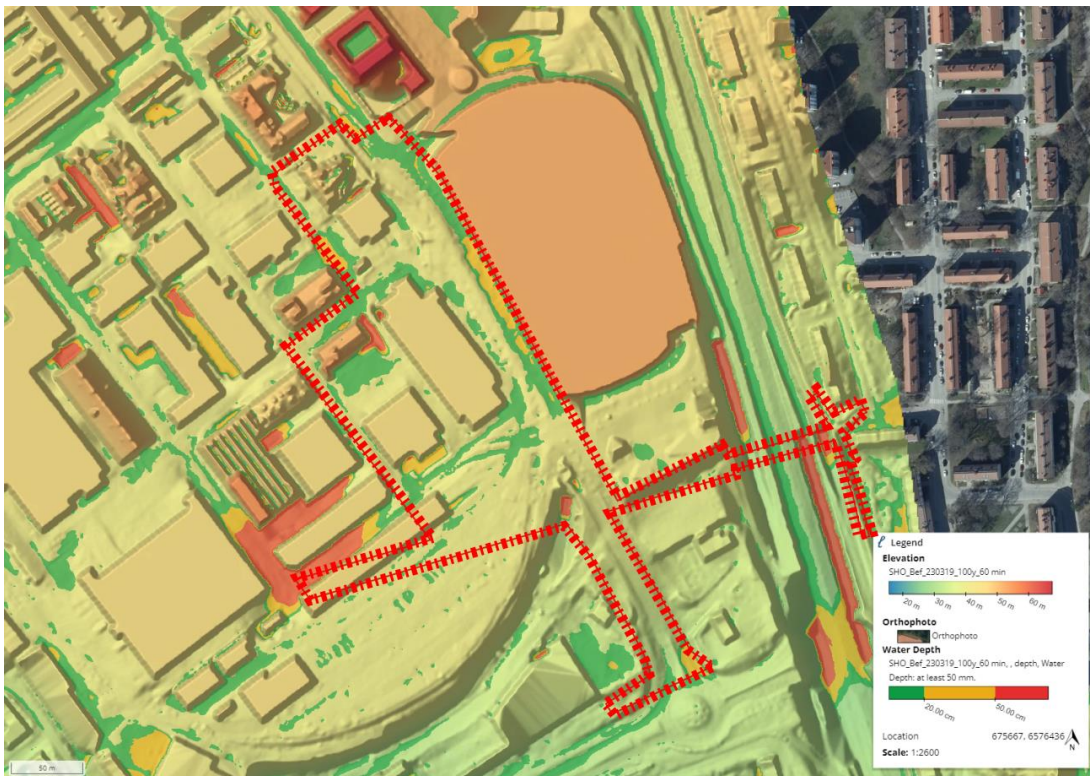 Legend
Elevation
SHO_Bef_230319_100y_60 min
20 m 30 m 40 m 50 m 60 m
Orthophoto
Orthophoto
Water Depth
SHO_Bef_230319_100y_60 min, , depth, Water
Depth: at least 50 mm.
20.00 cm 50.00 cm
Location 675667, 6576436
Scale: 1:2600
N
50 m